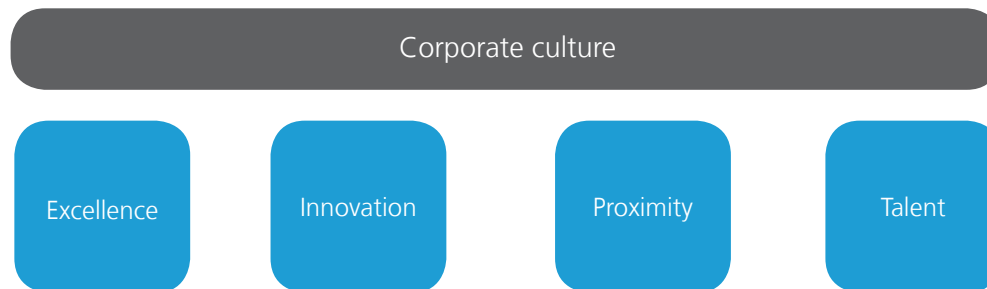 Corporate culture
Excellence
Innovation
Proximity
Talent